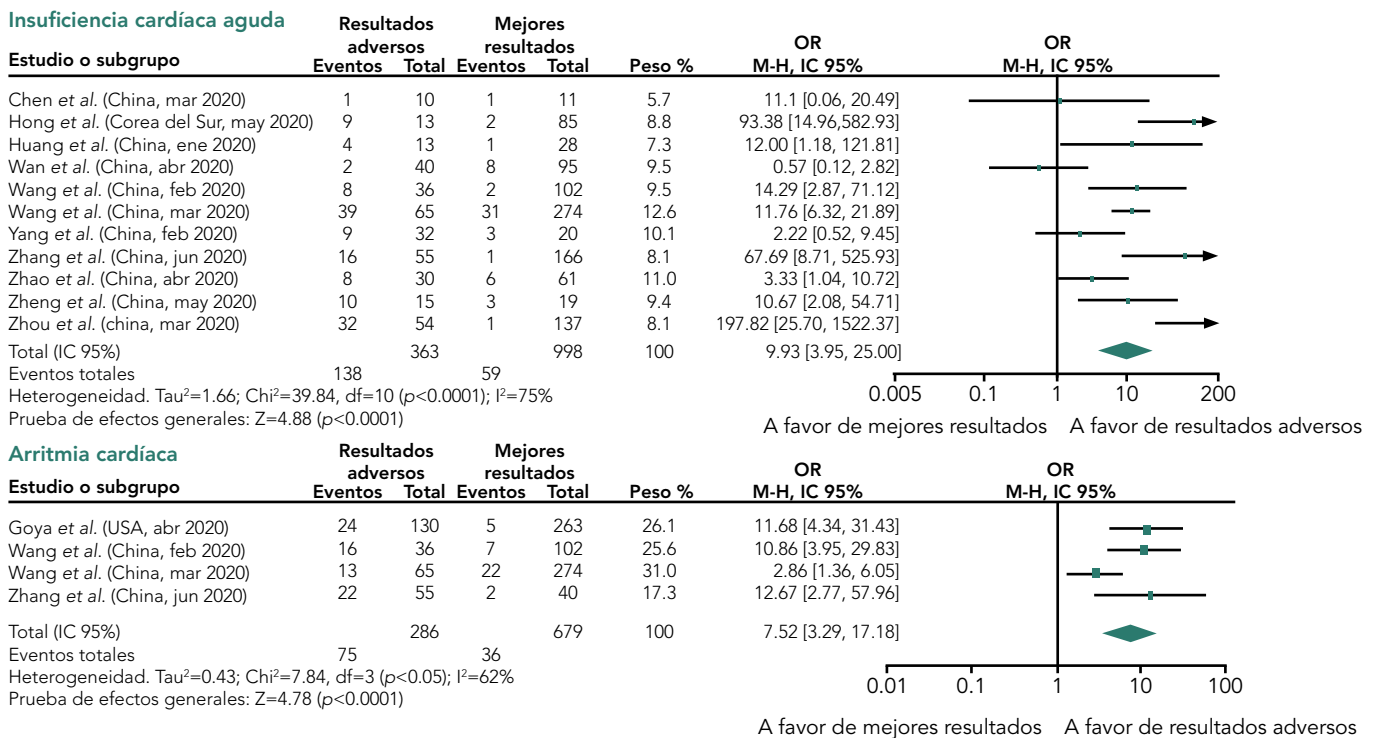 Insuficiencia cardíaca aguda
Resultados adversos Mejores resultados OR OR
Estudio o subgrupo Eventos Total Eventos Total Peso % M-H, IC 95% M-H, IC 95%
Chen et al. (China, mar 2020) 1 10 1 11 5.7 11.1 [0.06, 20.49]
Hong et al. (Corea del Sur, may 2020) 9 13 2 85 8.8 93.38 [14.96,582.93]
Huang et al. (China, ene 2020) 4 13 1 28 7.3 12.00 [1.18, 121.81]
Wan et al. (China, abr 2020) 2 40 8 95 9.5 0.57 [0.12, 2.82]
Wang et al. (China, feb 2020) 8 36 2 102 9.5 14.29 [2.87, 71.12]
Wang et al. (China, mar 2020) 39 65 31 274 12.6 11.76 [6.32, 21.89]
Yang et al. (China, feb 2020) 9 32 3 20 10.1 2.22 [0.52, 9.45]
Zhang et al. (China, jun 2020) 16 55 1 166 8.1 67.69 [8.71, 525.93]
Zhao et al. (China, abr 2020) 8 30 6 61 11.0 3.33 [1.04, 10.72]
Zheng et al. (China, may 2020) 10 15 3 19 9.4 10.67 [2.08, 54.71]
Zhou et al. (china, mar 2020) 32 54 1 137 8.1 197.82 [25.70, 1522.37]
Total (IC 95%) 363 998 100 9.93 [3.95, 25.00]
Eventos totales 138 59
Heterogeneidad. Tau²=1.66; Chi²=39.84, df=10 (p<0.0001); I²=75%
Prueba de efectos generales: Z=4.88 (p<0.0001)
0.005 0.1 1 10 200
A favor de mejores resultados A favor de resultados adversos
Arritmia cardíaca
Resultados adversos Mejores resultados OR OR
Estudio o subgrupo Eventos Total Eventos Total Peso % M-H, IC 95% M-H, IC 95%
Goya et al. (USA, abr 2020) 24 130 5 263 26.1 11.68 [4.34, 31.43]
Wang et al. (China, feb 2020) 16 36 7 102 25.6 10.86 [3.95, 29.83]
Wang et al. (China, mar 2020) 13 65 22 274 31.0 2.86 [1.36, 6.05]
Zhang et al. (China, jun 2020) 22 55 2 40 17.3 12.67 [2.77, 57.96]
Total (IC 95%) 286 679 100 7.52 [3.29, 17.18]
Eventos totales 75 36
Heterogeneidad. Tau²=0.43; Chi²=7.84, df=3 (p<0.05); I²=62%
Prueba de efectos generales: Z=4.78 (p<0.0001)
0.01 0.1 1 10 100
A favor de mejores resultados A favor de resultados adversos